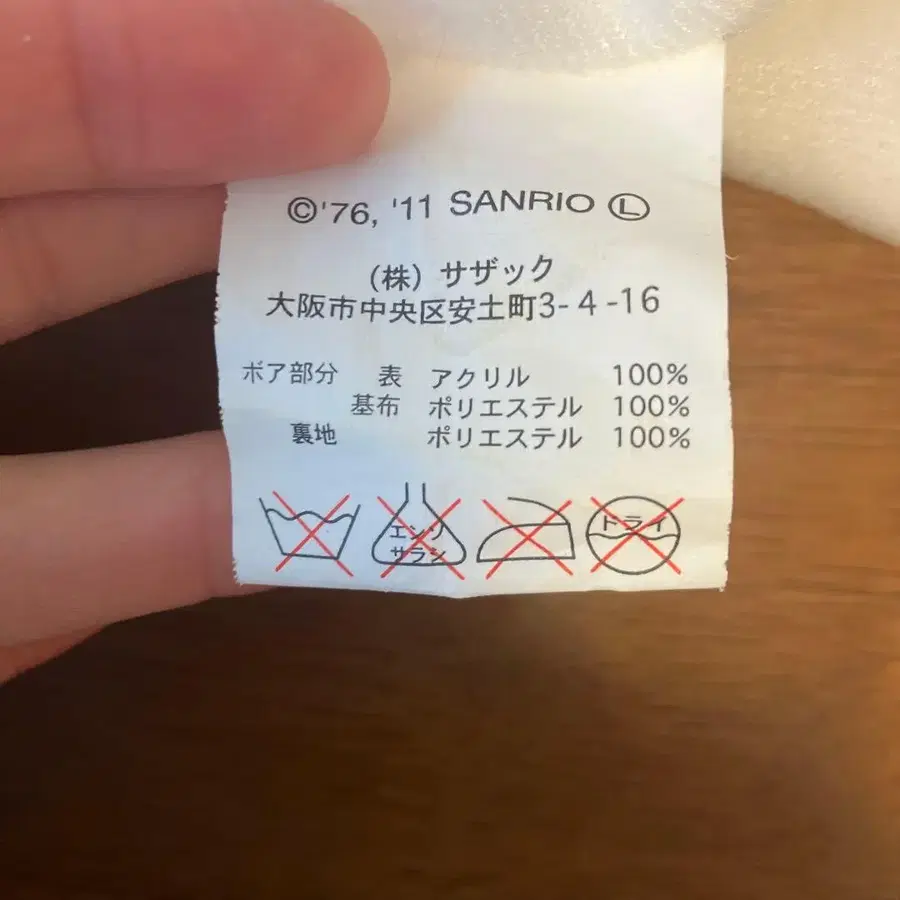 ©'76, '11 SANRIO Ⓛ
(株) サザック
大阪市中央区安土町3-4-16
ボア部分 表 アクリル 100%
基布 ポリエステル 100%
裏地 ポリエステル 100%
エンソ
サラシ
ドライ